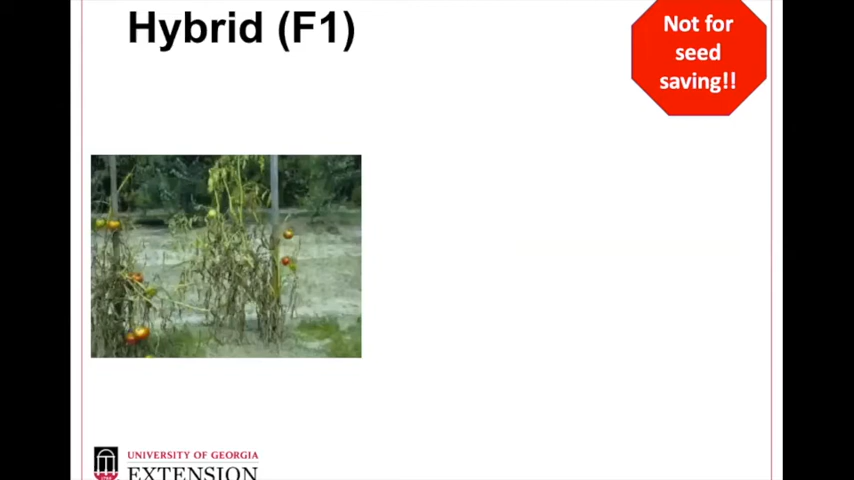 Hybrid (F1)
Not for
seed
saving!!
UNIVERSITY OF GEORGIA
EXTENSION